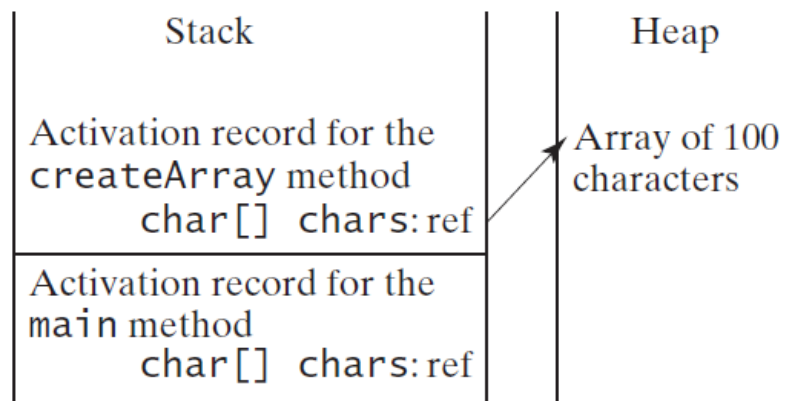 Stack
Heap
Activation record for the
createArray method
char[] chars: ref
Array of 100
characters
Activation record for the
main method
char[] chars: ref